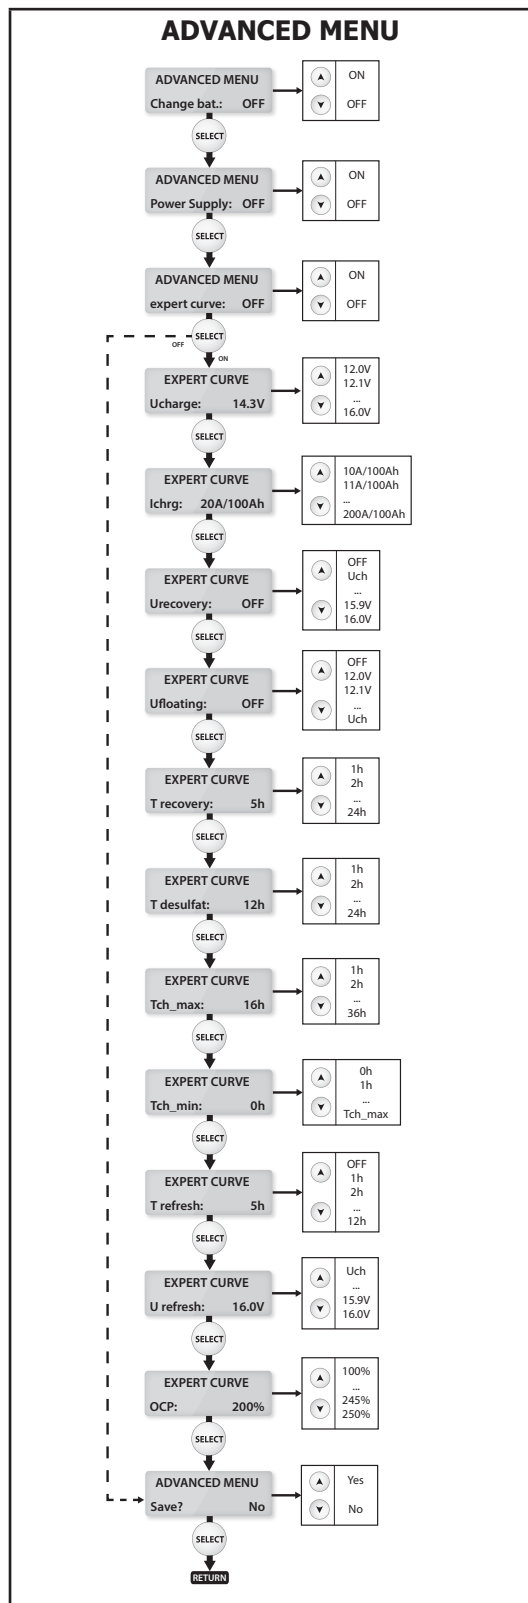 ADVANCED MENU
ADVANCED MENU
Change bat.: OFF
ON
OFF
SELECT
ADVANCED MENU
Power Supply: OFF
ON
OFF
SELECT
ADVANCED MENU
expert curve: OFF
ON
OFF
SELECT
OFF
ON
EXPERT CURVE
Ucharge: 14.3V
12.0V
12.1V
...
16.0V
SELECT
EXPERT CURVE
Ichrg: 20A/100Ah
10A/100Ah
11A/100Ah
...
200A/100Ah
SELECT
EXPERT CURVE
Urecovery: OFF
OFF
Uch
...
15.9V
16.0V
SELECT
EXPERT CURVE
Ufloating: OFF
OFF
12.0V
12.1V
...
Uch
SELECT
EXPERT CURVE
T recovery: 5h
1h
2h
...
24h
SELECT
EXPERT CURVE
T desulfat: 12h
1h
2h
...
24h
SELECT
EXPERT CURVE
Tch_max: 16h
1h
2h
...
36h
SELECT
EXPERT CURVE
Tch_min: 0h
0h
1h
...
Tch_max
SELECT
EXPERT CURVE
T refresh: 5h
OFF
1h
2h
...
12h
SELECT
EXPERT CURVE
U refresh: 16.0V
Uch
...
15.9V
16.0V
SELECT
EXPERT CURVE
OCP: 200%
100%
...
245%
250%
SELECT
ADVANCED MENU
Save? No
Yes
No
SELECT
RETURN